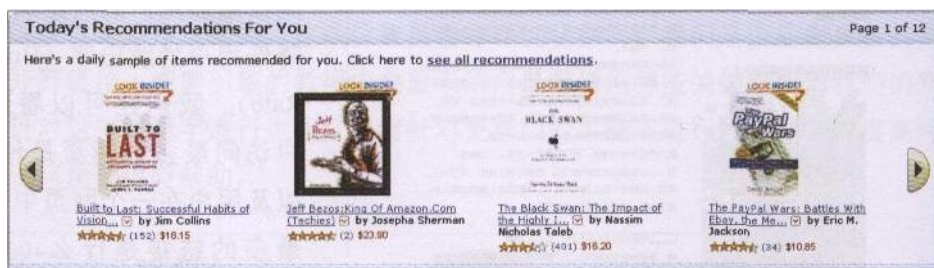 Today's Recommendations For You
Page 1 of 12
Here's a daily sample of items recommended for you. Click here to see all recommendations.
LOOK INSIDE!
BUILT TO
LAST
Built to Last: Successful Habits of
Vision... by Jim Collins
(152) $18.15
LOOK INSIDE!
Jeff
Bezos
Jeff Bezos:King Of Amazon.Com
(Techies) by Josepha Sherman
(2) $23.90
LOOK INSIDE!
THE
BLACK SWAN
The Black Swan: The Impact of
the Highly I... by Nassim
Nicholas Taleb
(401) $16.20
LOOK INSIDE!
PayPal
Wars
The PayPal Wars: Battles With
Ebay, the Me... by Eric M.
Jackson
(34) $10.85